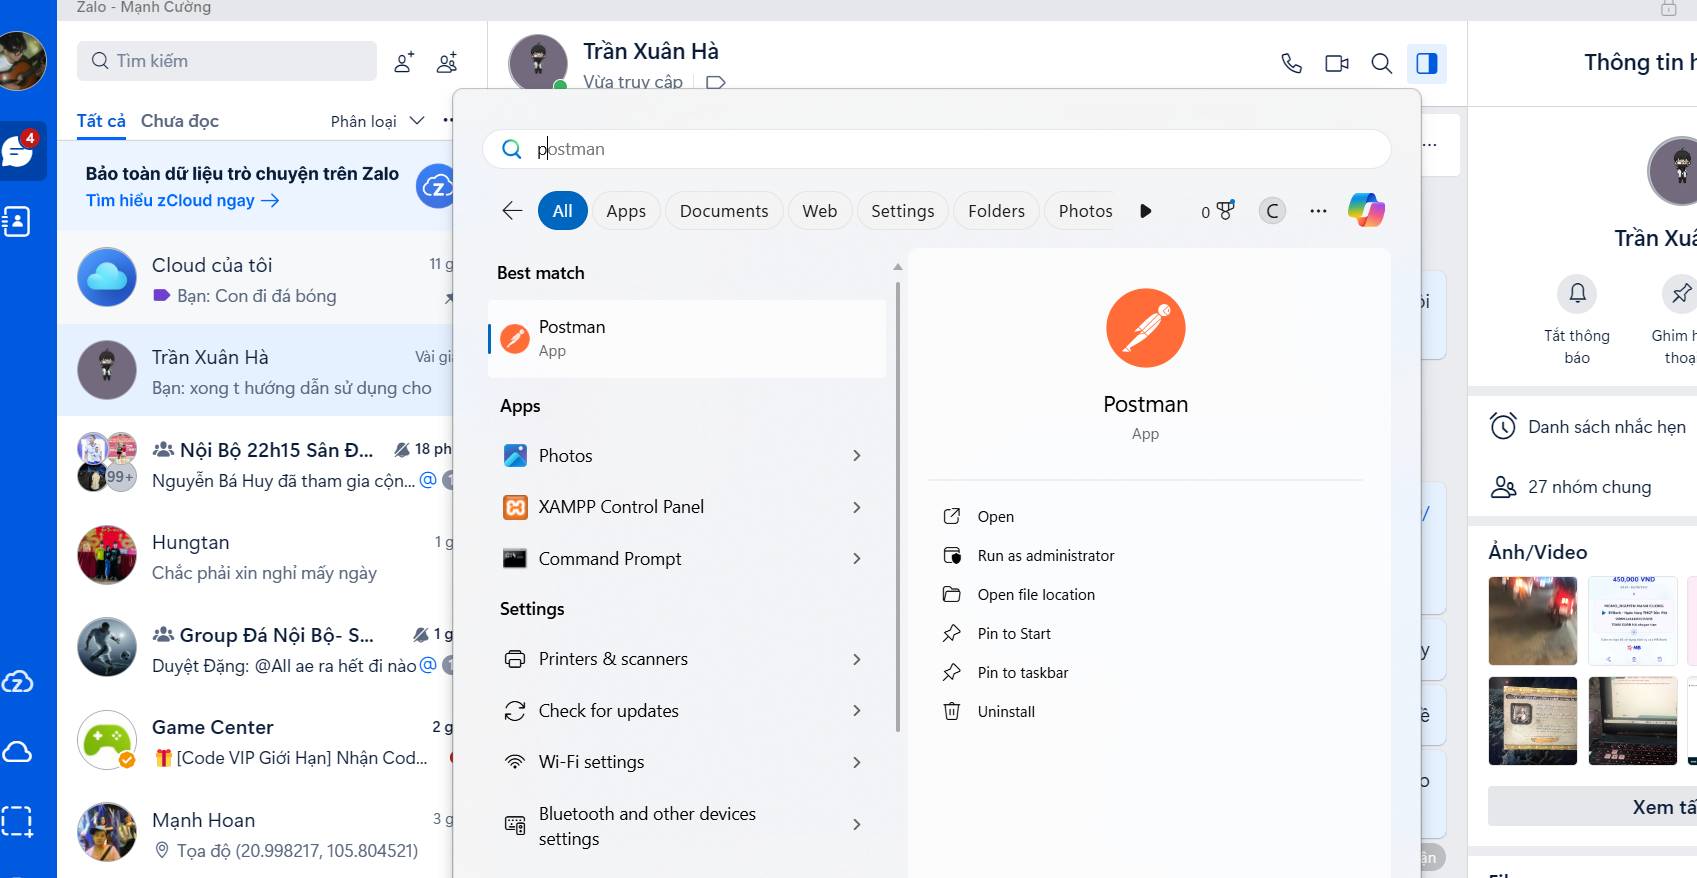 Zalo - Mạnh Cường
Tìm kiếm
Tất cả
Chưa đọc
Phân loại
Bảo toàn dữ liệu trò chuyện trên Zalo
Tìm hiểu zCloud ngay
4
Cloud của tôi
11 g
Bạn: Con đi đá bóng
Trần Xuân Hà
Vài gi
Bạn: xong t hướng dẫn sử dụng cho
Nội Bộ 22h15 Sân Đ...
18 ph
99+
Nguyễn Bá Huy đã tham gia cộn...
@
Hungtan
1 g
Chắc phải xin nghỉ mấy ngày
Group Đá Nội Bộ- S...
1 g
Duyệt Đặng: @All ae ra hết đi nào
@
Game Center
2 g
[Code VIP Giới Hạn] Nhận Cod...
Mạnh Hoan
3 g
Tọa độ (20.998217, 105.804521)
Trần Xuân Hà
Vừa truy cập
postman
All
Apps
Documents
Web
Settings
Folders
Photos
0
C
Best match
Postman
App
Apps
Photos
XAMPP Control Panel
Command Prompt
Settings
Printers & scanners
Check for updates
Wi-Fi settings
Bluetooth and other devices
settings
Postman
App
Open
Run as administrator
Open file location
Pin to Start
Pin to taskbar
Uninstall
Thông tin h
Trần Xuâ
Tắt thông
báo
Ghim h
thoạ
Danh sách nhắc hẹn
27 nhóm chung
Ảnh/Video
450,000 VND
MB
Xem tấ